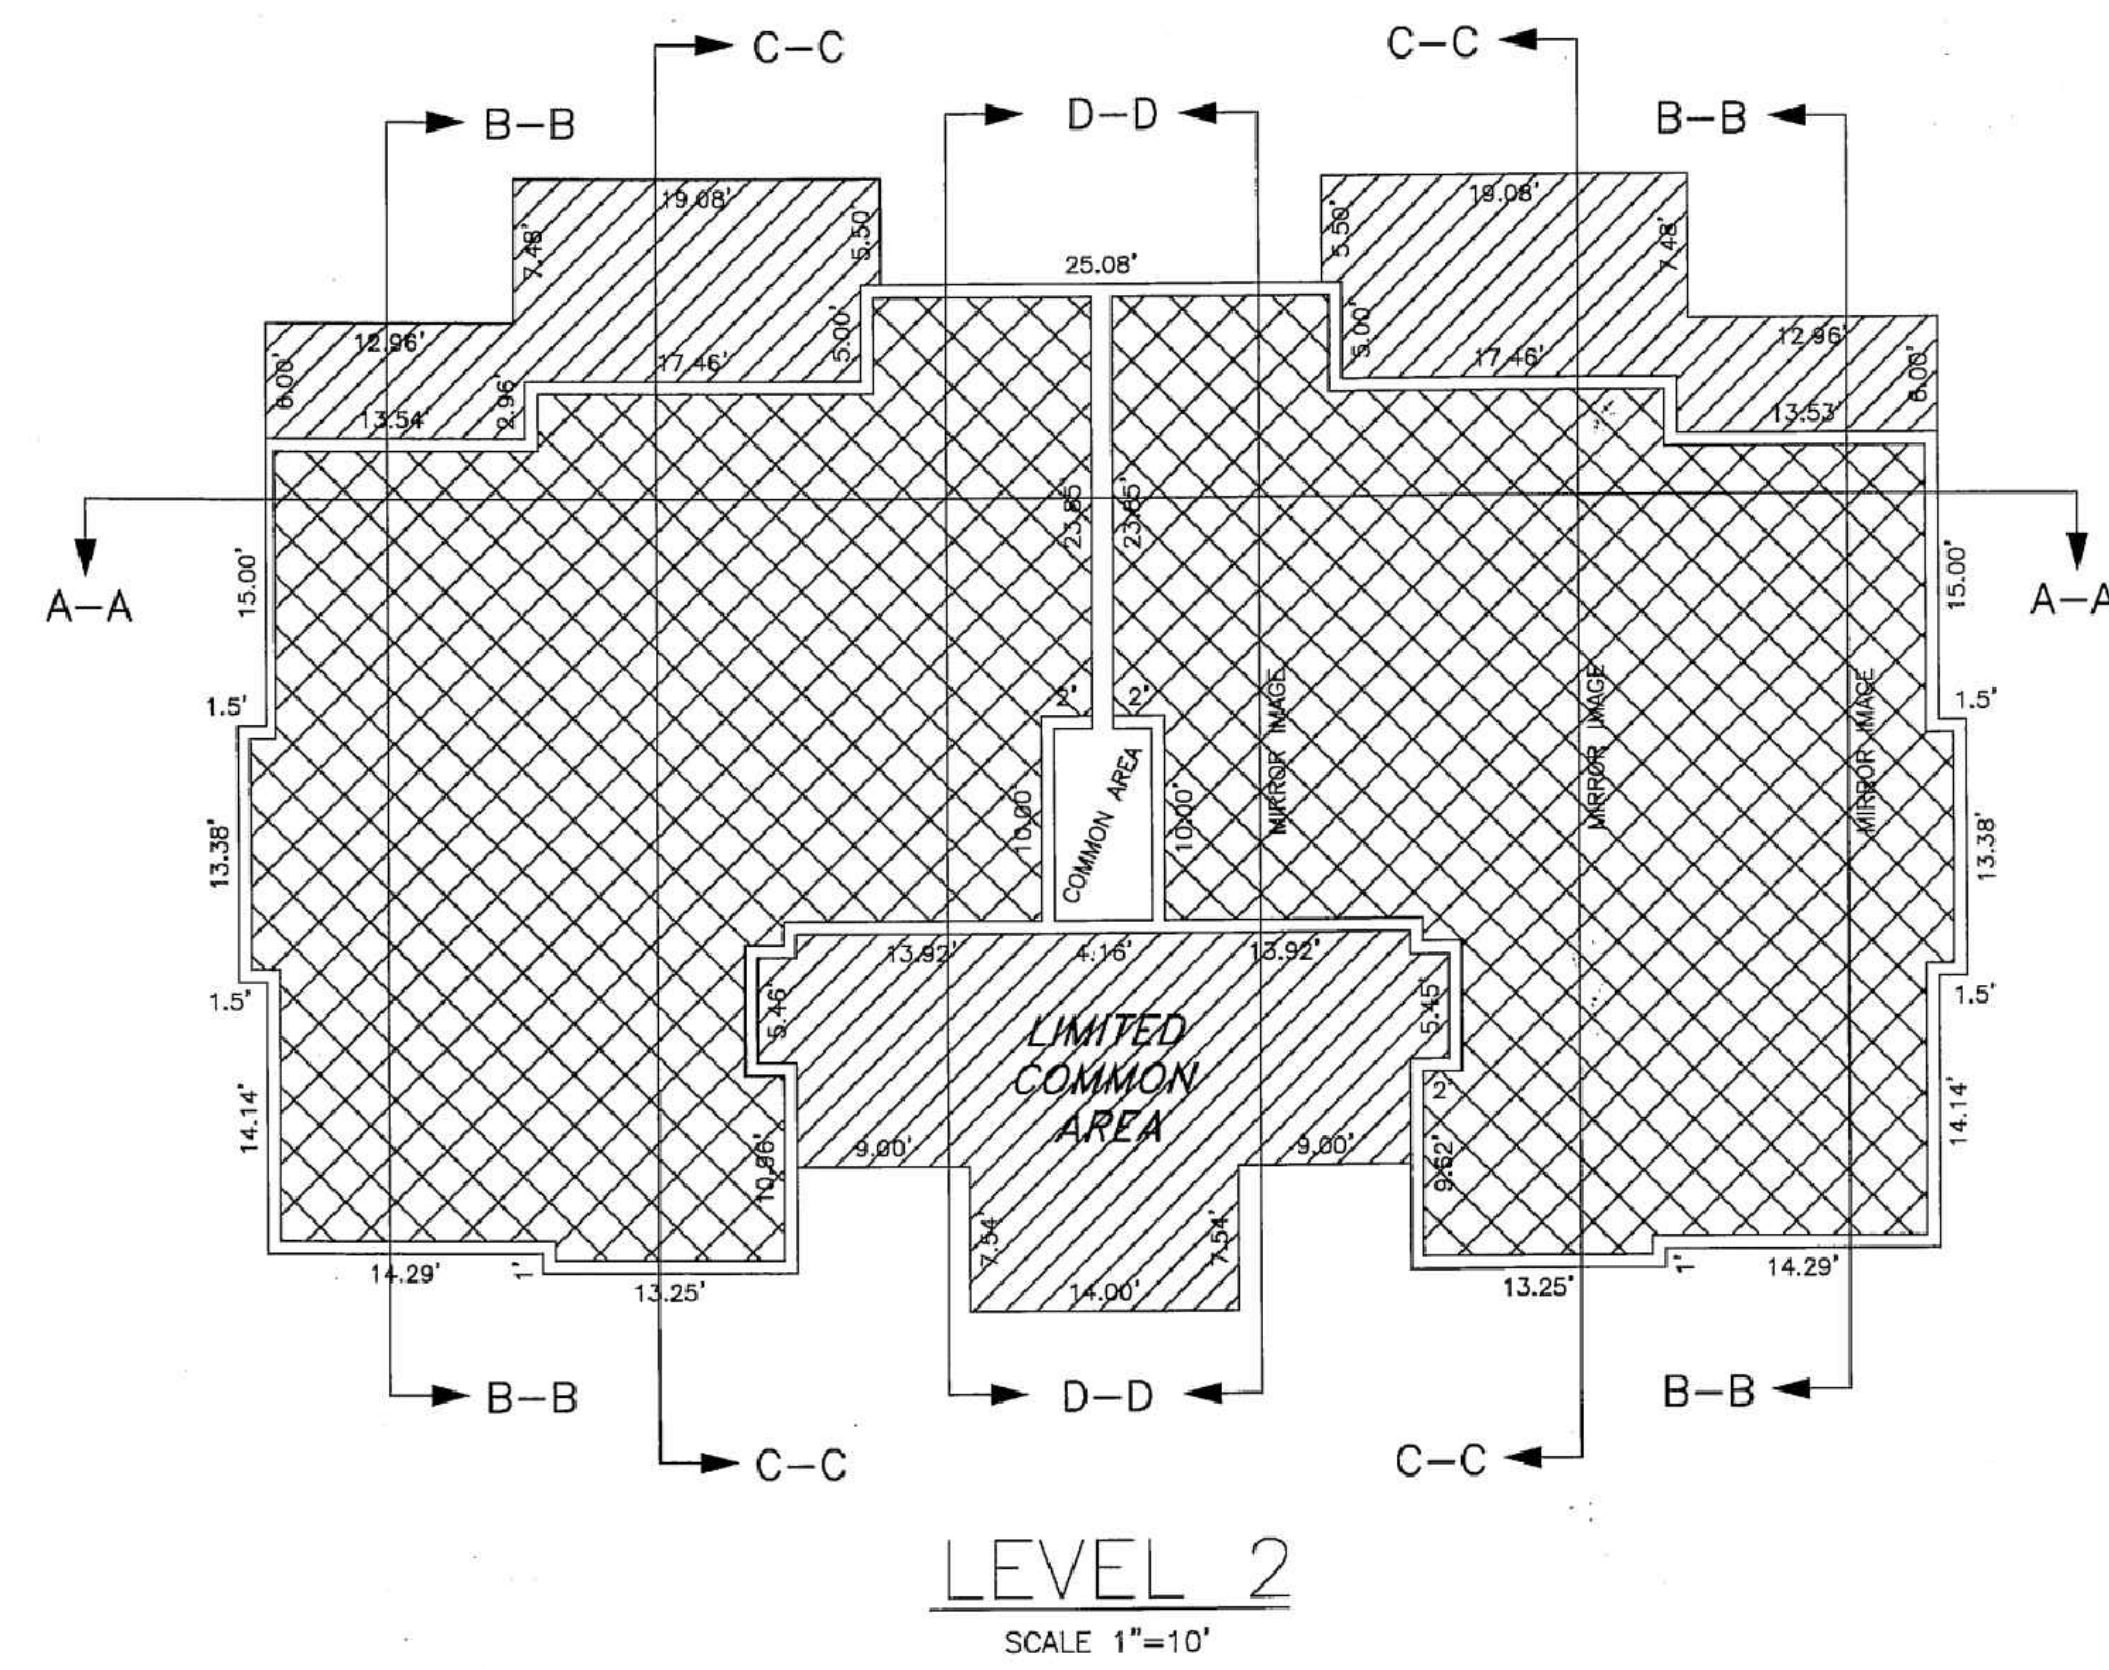 C-C
C-C
B-B
D-D
B-B
19.08'
19.08'
7.48'
5.50'
5.50'
7.48'
25.08'
12.96'
12.96'
6.00'
5.00'
5.00'
6.00'
17.46'
17.46'
2.96'
13.54'
13.53'
23.85'
23.85'
15.00'
15.00'
A-A
A-A
1.5'
2'
2'
1.5'
MIRROR IMAGE
MIRROR IMAGE
MIRROR IMAGE
13.38'
10.00'
COMMON AREA
10.00'
13.38'
13.92'
4.16'
13.92'
1.5'
5.46'
5.45'
1.5'
LIMITED
COMMON
AREA
2'
14.14'
14.14'
9.00'
9.00'
10.96'
9.62'
7.54'
7.54'
14.29'
1'
13.25'
14.00'
13.25'
1'
14.29'
B-B
D-D
B-B
C-C
C-C
LEVEL 2
SCALE 1"=10'